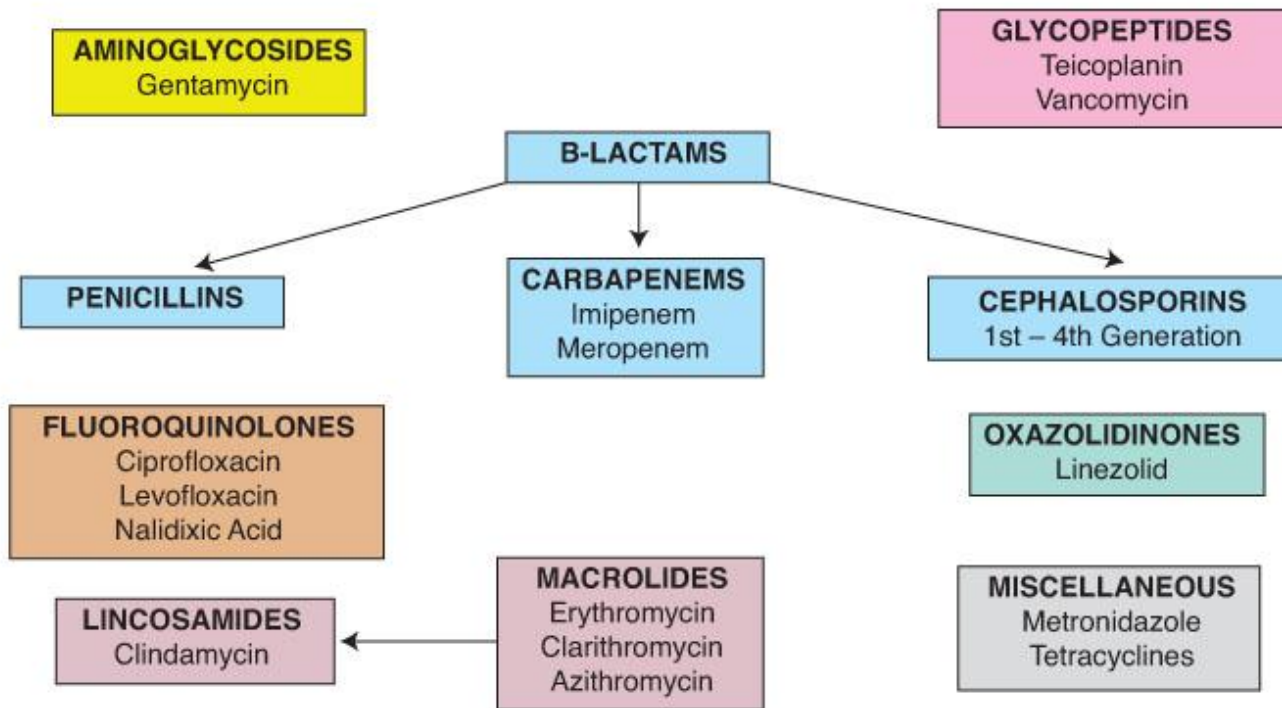 AMINOGLYCOSIDES
Gentamycin
GLYCOPEPTIDES
Teicoplanin
Vancomycin
B-LACTAMS
PENICILLINS
CARBAPENEMS
Imipenem
Meropenem
CEPHALOSPORINS
1st – 4th Generation
FLUOROQUINOLONES
Ciprofloxacin
Levofloxacin
Nalidixic Acid
OXAZOLIDINONES
Linezolid
LINCOSAMIDES
Clindamycin
MACROLIDES
Erythromycin
Clarithromycin
Azithromycin
MISCELLANEOUS
Metronidazole
Tetracyclines